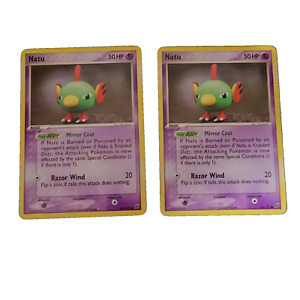 Natu 50 HP
Poké-BODY Mirror Coat
If Natu is Burned or Poisoned by an
opponent's attack (even if Natu is Knocked
Out), the Attacking Pokémon is now
affected by the same Special Conditions (1
if there is only 1).
Razor Wind 20
Flip a coin. If tails, this attack does nothing.
Natu 50 HP
Poké-BODY Mirror Coat
If Natu is Burned or Poisoned by an
opponent's attack (even if Natu is Knocked
Out), the Attacking Pokémon is now
affected by the same Special Conditions (1
if there is only 1).
Razor Wind 20
Flip a coin. If tails, this attack does nothing.